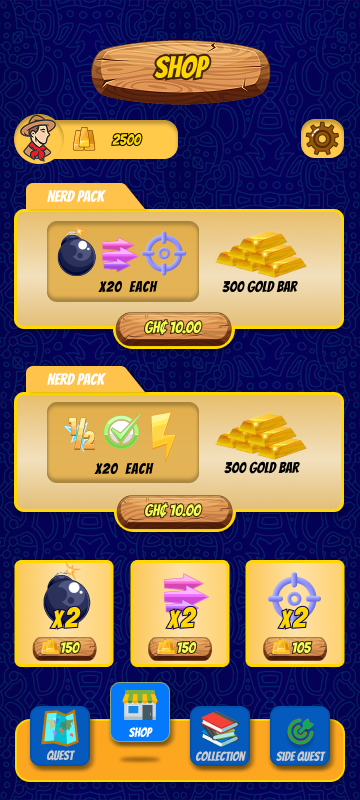 SHOP
2500
NERD PACK
X20 EACH
300 GOLD BAR
GH₵ 10.00
NERD PACK
1/2
X20 EACH
300 GOLD BAR
GH₵ 10.00
X2
X2
X2
150
150
105
QUEST
SHOP
COLLECTION
SIDE QUEST